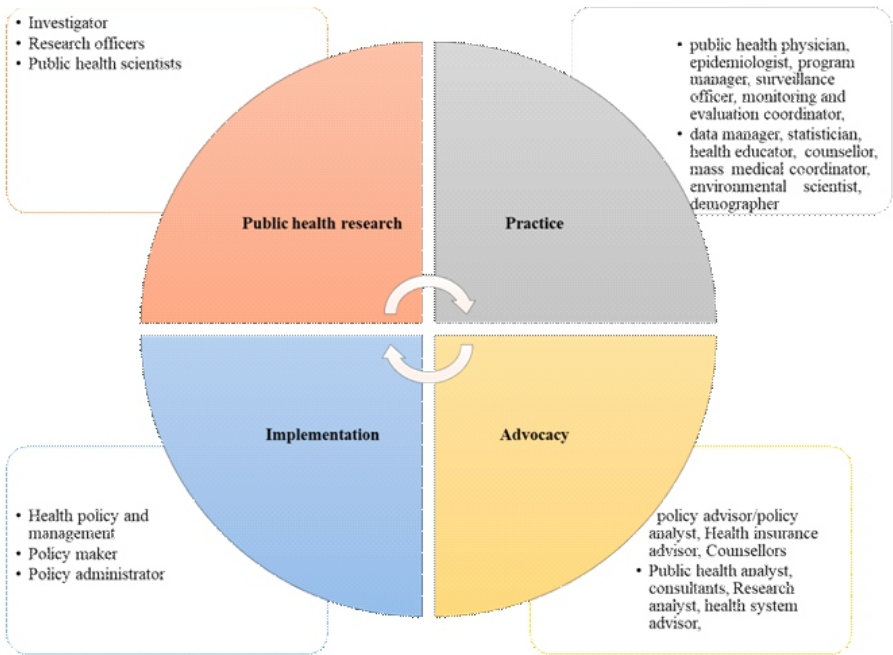 • Investigator
• Research officers
• Public health scientists
• public health physician,
epidemiologist, program
manager, surveillance
officer, monitoring and
evaluation coordinator,
• data manager, statistician,
health educator, counsellor,
mass medical coordinator,
environmental scientist,
demographer
Public health research
Practice
Implementation
Advocacy
• Health policy and
management
• Policy maker
• Policy administrator
policy advisor/policy
analyst, Health insurance
advisor, Counsellors
• Public health analyst,
consultants, Research
analyst, health system
advisor,